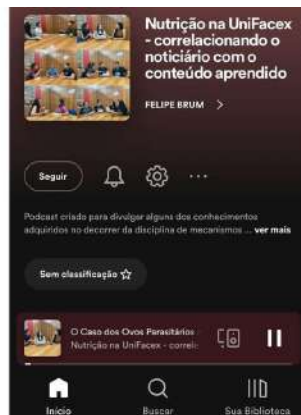 Nutrição na UniFacex
- correlacionando o
noticiário com o
conteúdo aprendido
FELIPE BRUM >
Seguir
Podcast criado para divulgar alguns dos conhecimentos
adquiridos no decorrer da disciplina de mecanismos ... ver mais
Sem classificação ☆
O Caso dos Ovos Parasitários
Nutrição na UniFacex - correl
Início
Buscar
Sua Biblioteca